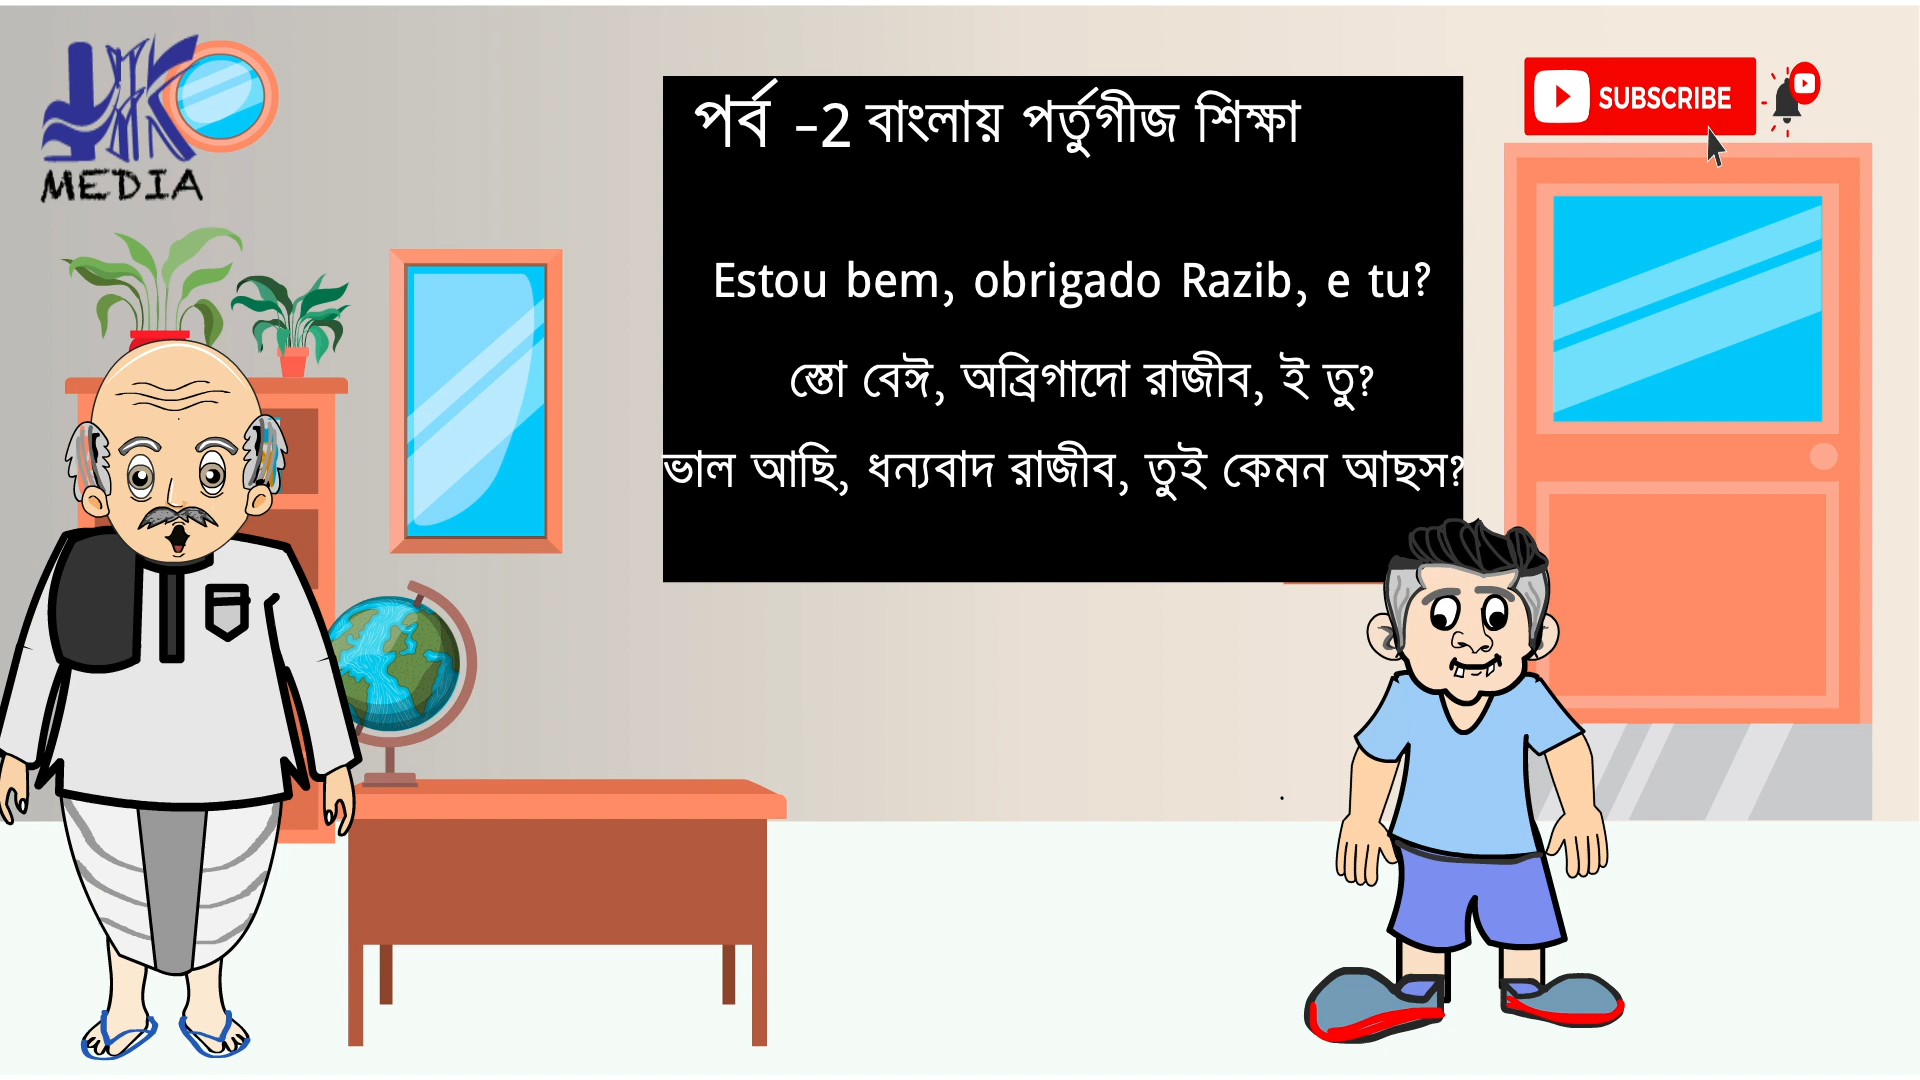 MEDIA
SUBSCRIBE
পর্ব -2 বাংলায় পর্তুগীজ শিক্ষা
Estou bem, obrigado Razib, e tu?
স্তো বেঈ, অব্রিগাদো রাজীব, ই তু?
ভাল আছি, ধন্যবাদ রাজীব, তুই কেমন আছস?